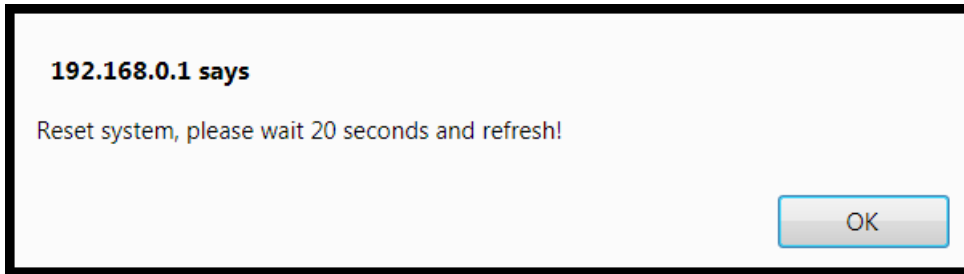 192.168.0.1 says
Reset system, please wait 20 seconds and refresh!
OK